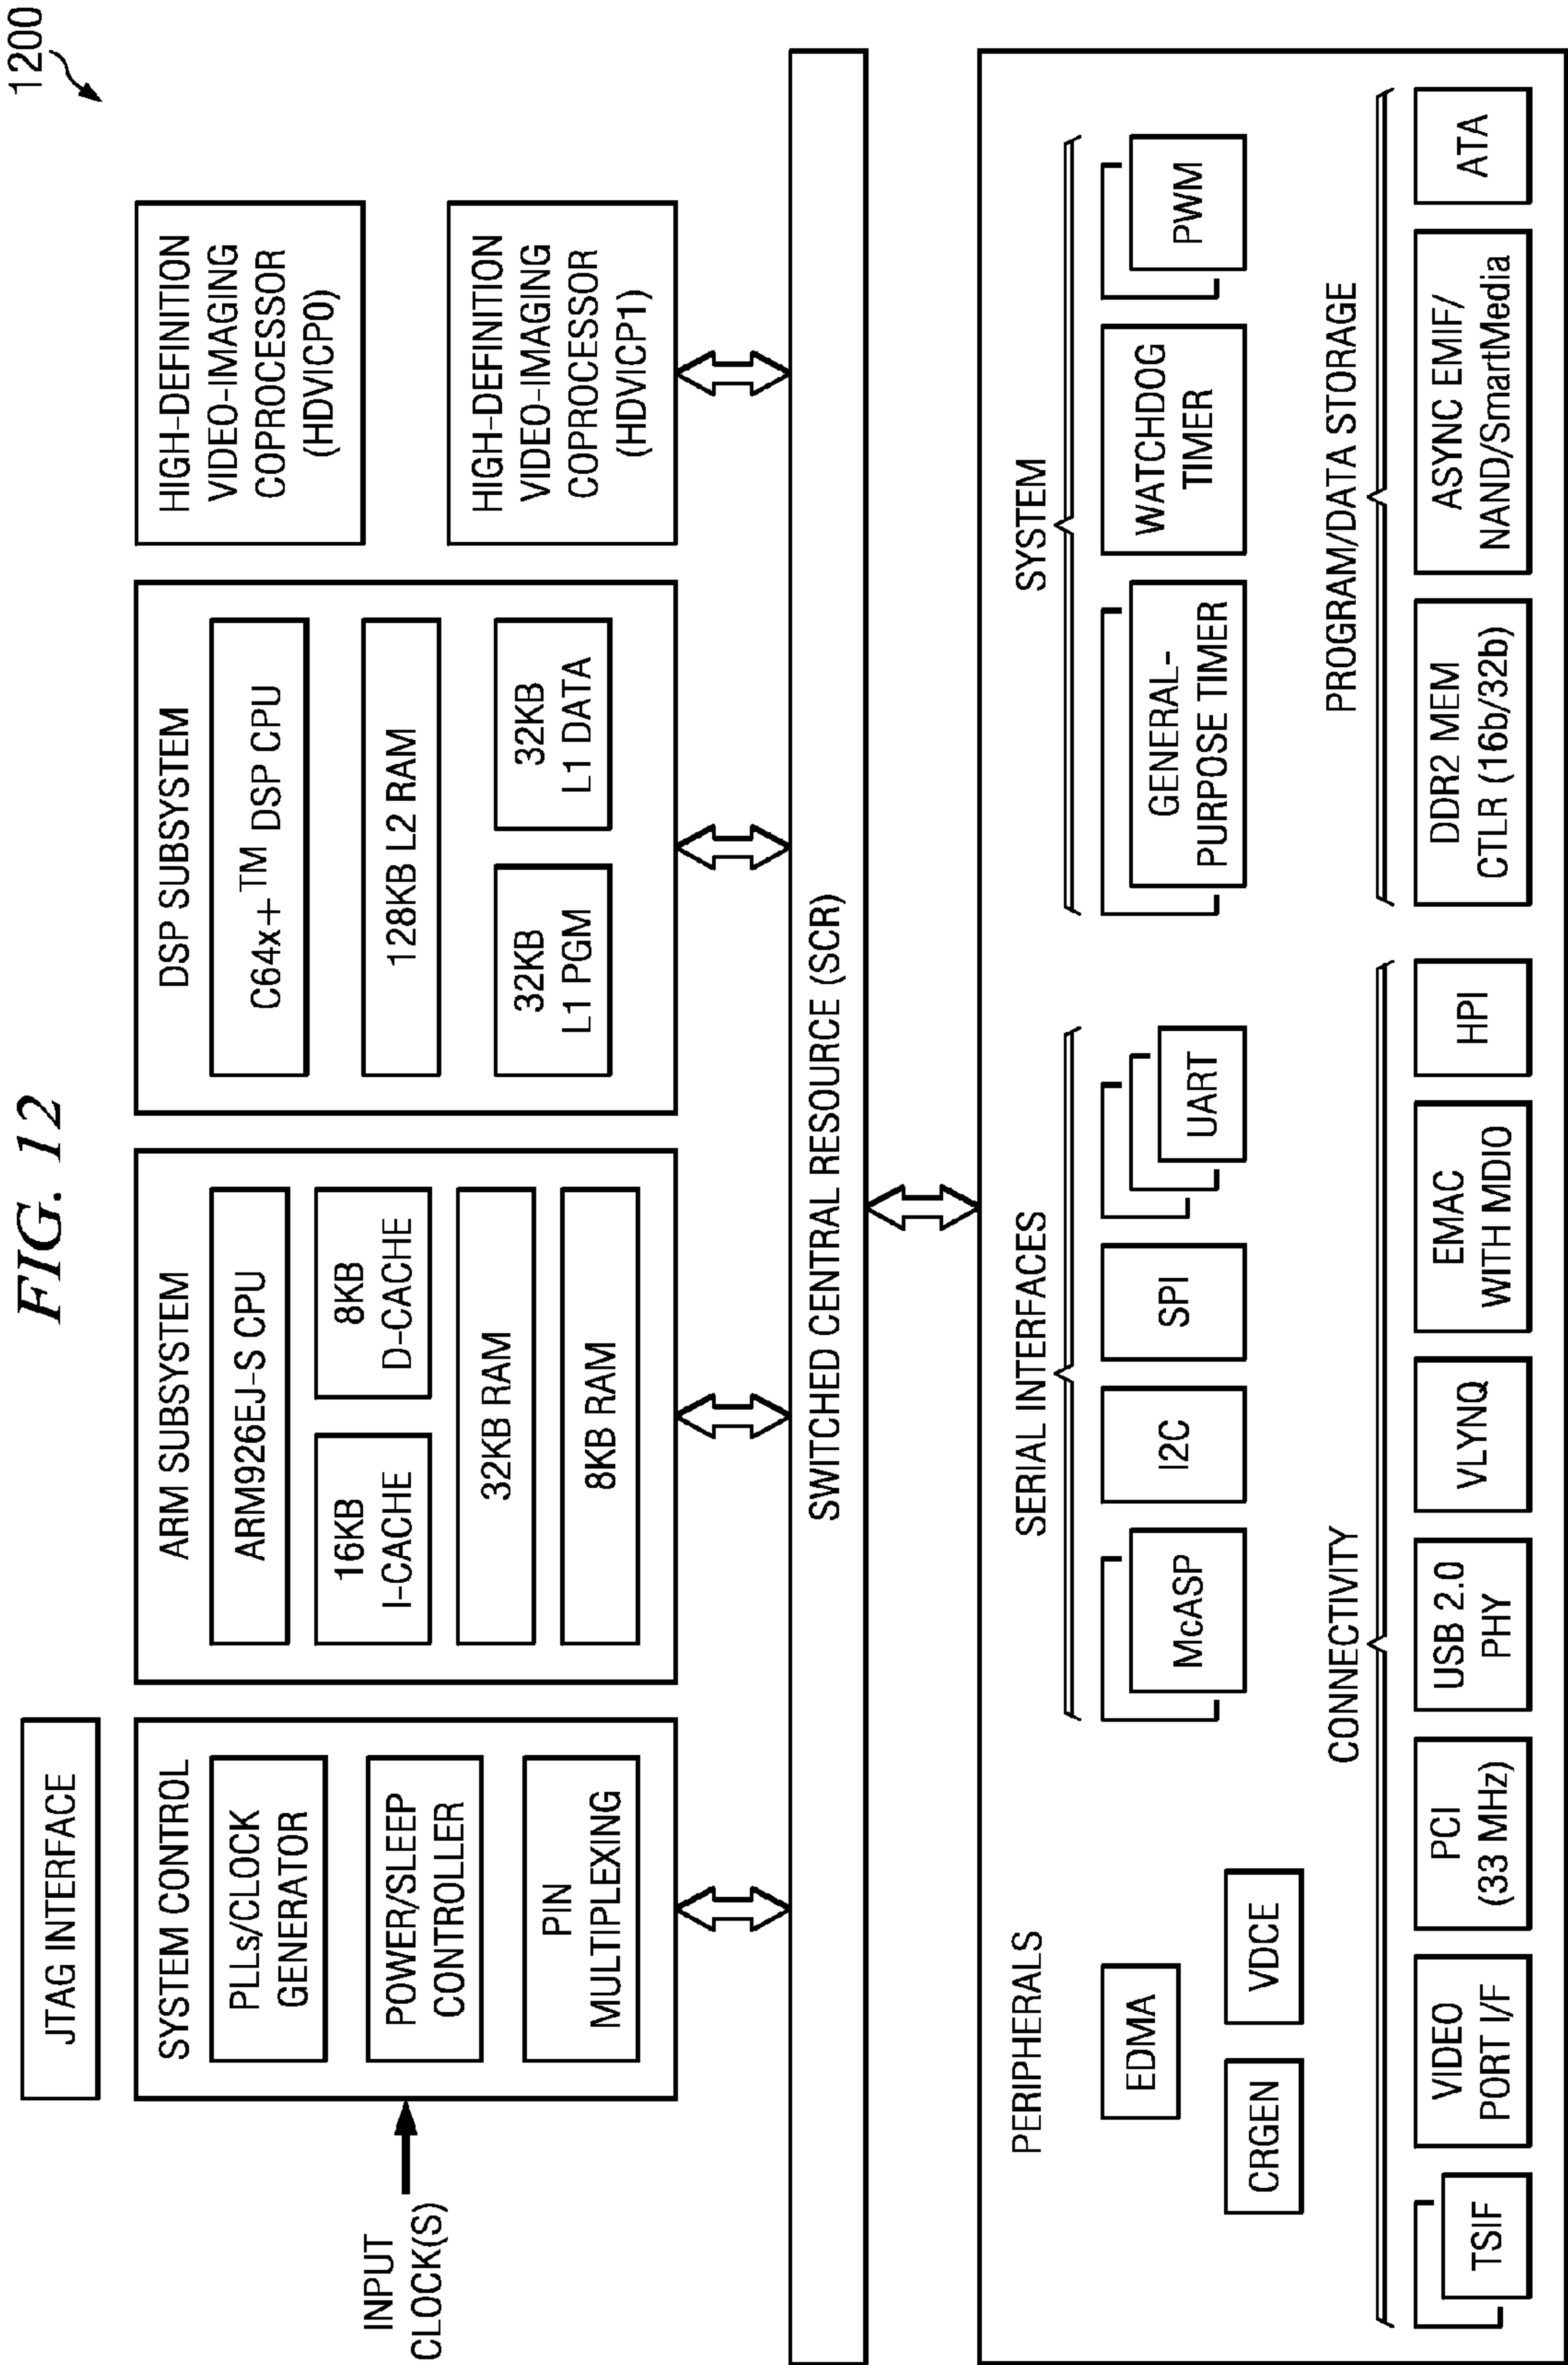 FIG. 12
1200
JTAG INTERFACE
INPUT
CLOCK(S)
SYSTEM CONTROL
PLLs/CLOCK
GENERATOR
POWER/SLEEP
CONTROLLER
PIN
MULTIPLEXING
ARM SUBSYSTEM
ARM926EJ-S CPU
16KB
I-CACHE
8KB
D-CACHE
32KB RAM
8KB RAM
DSP SUBSYSTEM
C64x+™ DSP CPU
128KB L2 RAM
32KB
L1 PGM
32KB
L1 DATA
HIGH-DEFINITION
VIDEO-IMAGING
COPROCESSOR
(HDVICP0)
HIGH-DEFINITION
VIDEO-IMAGING
COPROCESSOR
(HDVICP1)
SWITCHED CENTRAL RESOURCE (SCR)
PERIPHERALS
EDMA
CRGEN
VDCE
SERIAL INTERFACES
McASP
I2C
SPI
UART
SYSTEM
GENERAL-
PURPOSE TIMER
WATCHDOG
TIMER
PWM
CONNECTIVITY
TSIF
VIDEO
PORT I/F
PCI
(33 MHz)
USB 2.0
PHY
VLYNQ
EMAC
WITH MDIO
HPI
PROGRAM/DATA STORAGE
DDR2 MEM
CTLR (16b/32b)
ASYNC EMIF/
NAND/SmartMedia
ATA